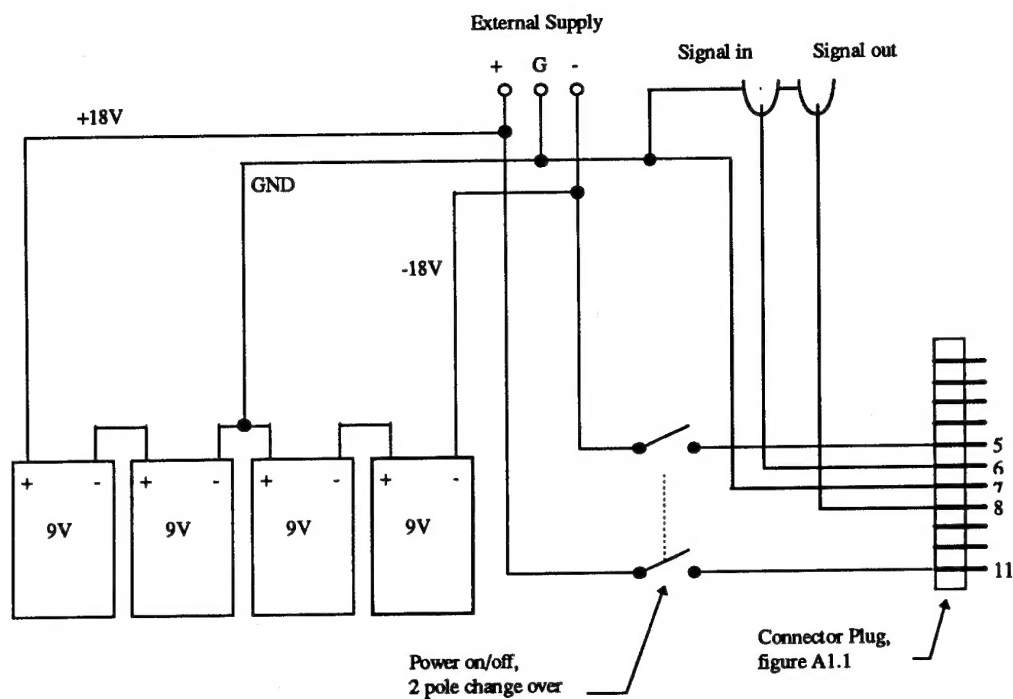 External Supply
+ G -
Signal in Signal out
+18V
GND
-18V
5
6
7
8
11
+ - + - + - + -
9V 9V 9V 9V
Power on/off,
2 pole change over
Connector Plug,
figure A1.1